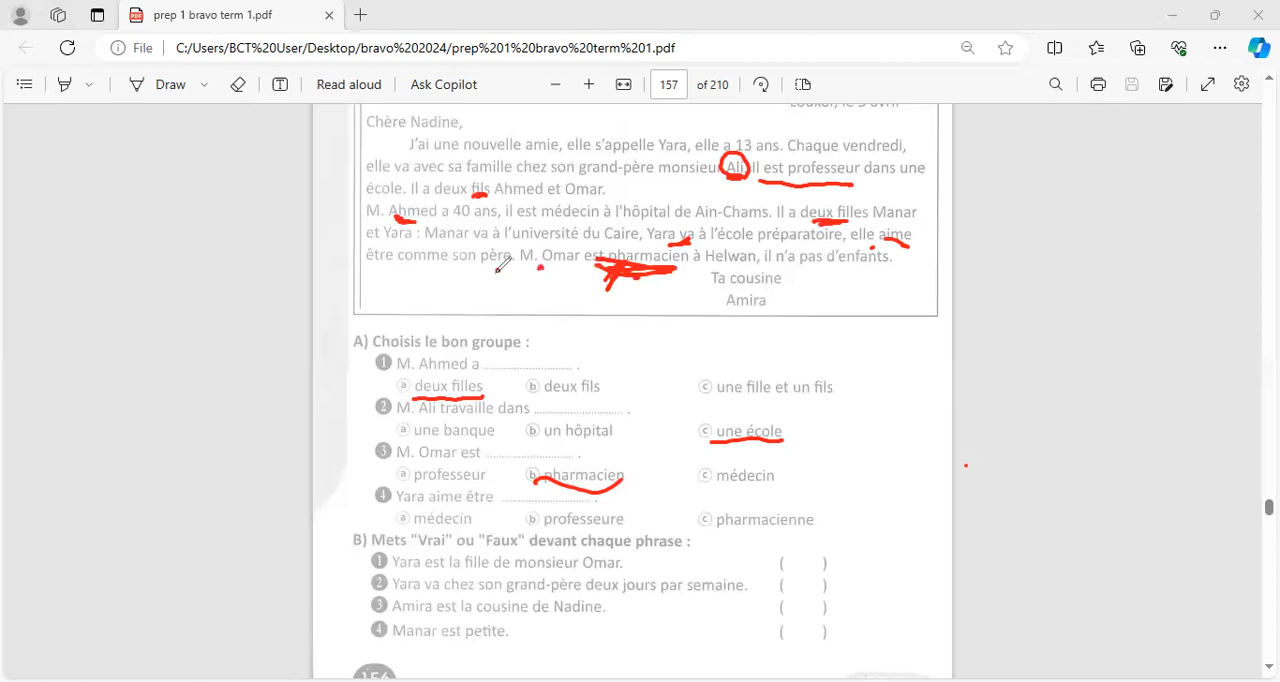 prep 1 bravo term 1.pdf
File C:/Users/BCT%20User/Desktop/bravo%202024/prep%201%20bravo%20term%201.pdf
Draw Read aloud Ask Copilot 157 of 210
Louxor, le 5 avril
Chère Nadine,
J'ai une nouvelle amie, elle s'appelle Yara, elle a 13 ans. Chaque vendredi,
elle va avec sa famille chez son grand-père monsieur Ali. Il est professeur dans une
école. Il a deux fils Ahmed et Omar.
M. Ahmed a 40 ans, il est médecin à l'hôpital de Ain-Chams. Il a deux filles Manar
et Yara : Manar va à l'université du Caire, Yara va à l'école préparatoire, elle aime
être comme son père. M. Omar est pharmacien à Helwan, il n'a pas d'enfants.
Ta cousine
Amira
A) Choisis le bon groupe :
1 M. Ahmed a .............................. .
a deux filles b deux fils c une fille et un fils
2 M. Ali travaille dans .............................. .
a une banque b un hôpital c une école
3 M. Omar est .............................. .
a professeur b pharmacien c médecin
4 Yara aime être .............................. .
a médecin b professeure c pharmacienne
B) Mets "Vrai" ou "Faux" devant chaque phrase :
1 Yara est la fille de monsieur Omar. ( )
2 Yara va chez son grand-père deux jours par semaine. ( )
3 Amira est la cousine de Nadine. ( )
4 Manar est petite. ( )
156